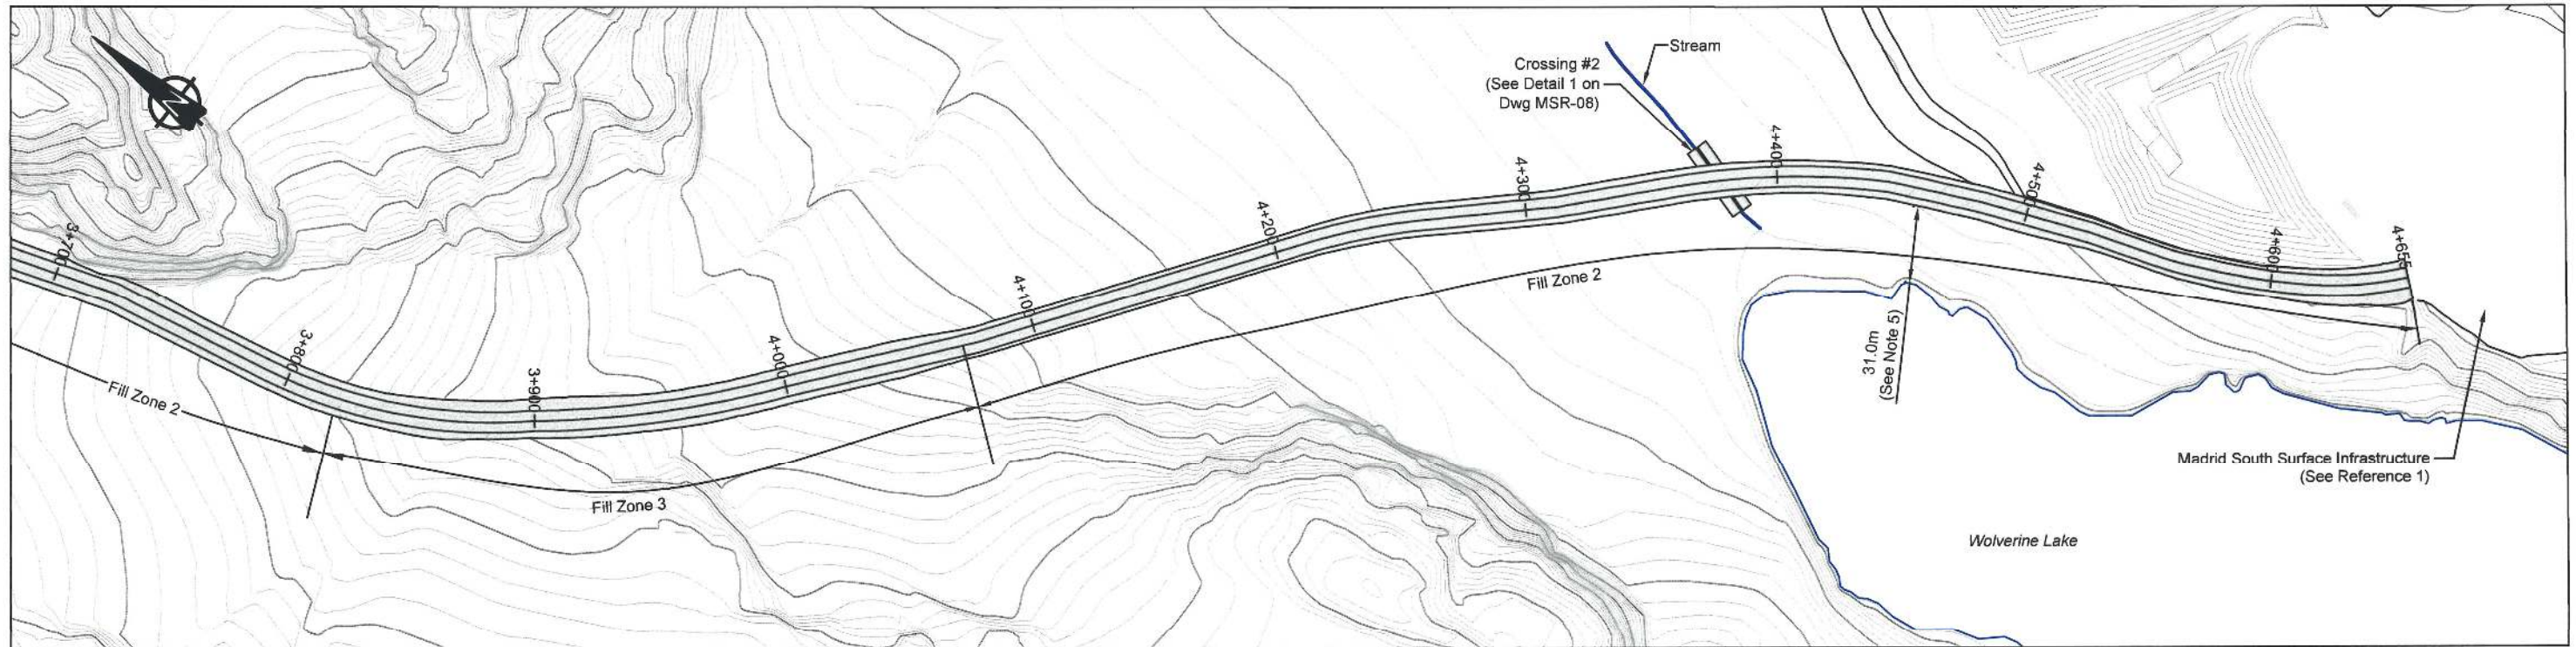 Stream
Crossing #2
(See Detail 1 on
Dwg MSR-08)
N
3+700
3+800
3+900
4+000
4+100
4+200
4+300
4+400
4+500
4+600
4+655
Fill Zone 2
Fill Zone 3
Fill Zone 2
31.0m
(See Note 5)
Madrid South Surface Infrastructure
(See Reference 1)
Wolverine Lake